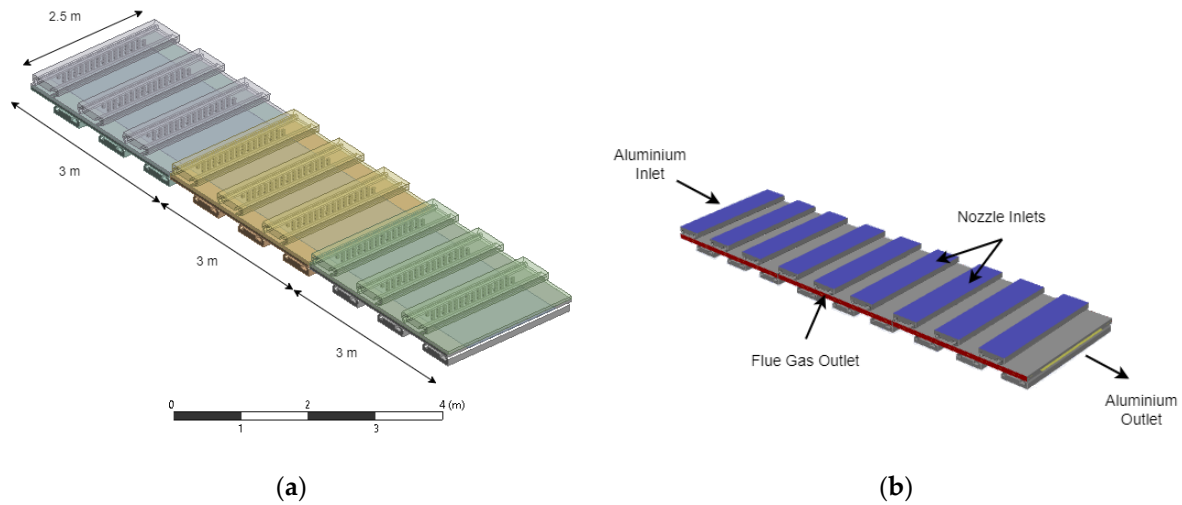 2.5 m
3 m
3 m
3 m
0 2 4 (m)
1 3
(a)
Aluminium
Inlet
Nozzle Inlets
Flue Gas Outlet
Aluminium
Outlet
(b)